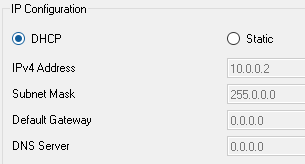 IP Configuration
DHCP Static
IPv4 Address 10.0.0.2
Subnet Mask 255.0.0.0
Default Gateway 0.0.0.0
DNS Server 0.0.0.0